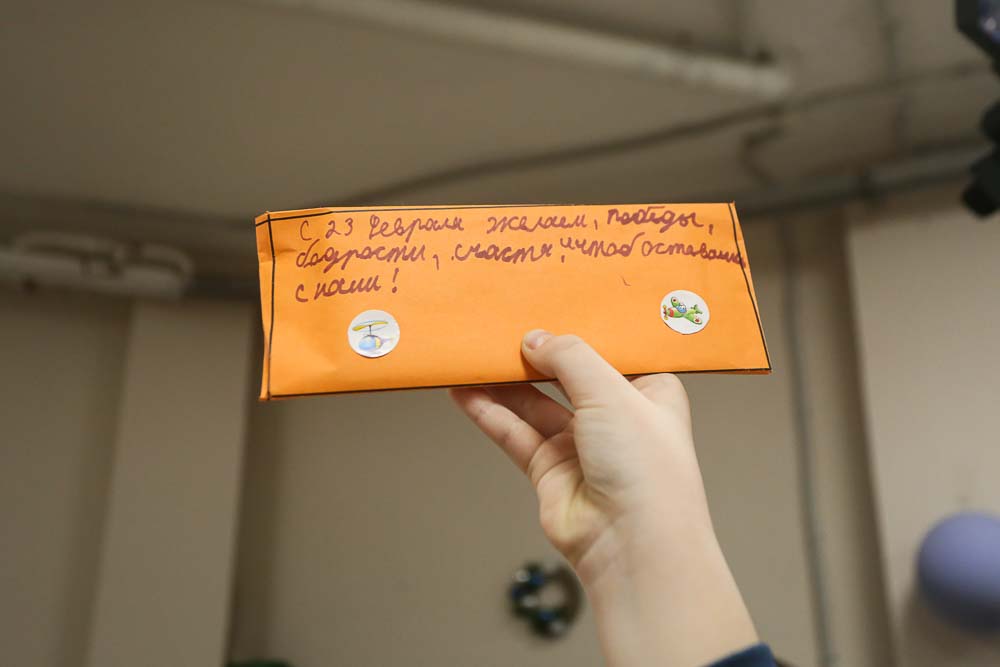 С 23 Февраля желаем, победы,
бодрости, счастья, и чтоб оставались
с нами!